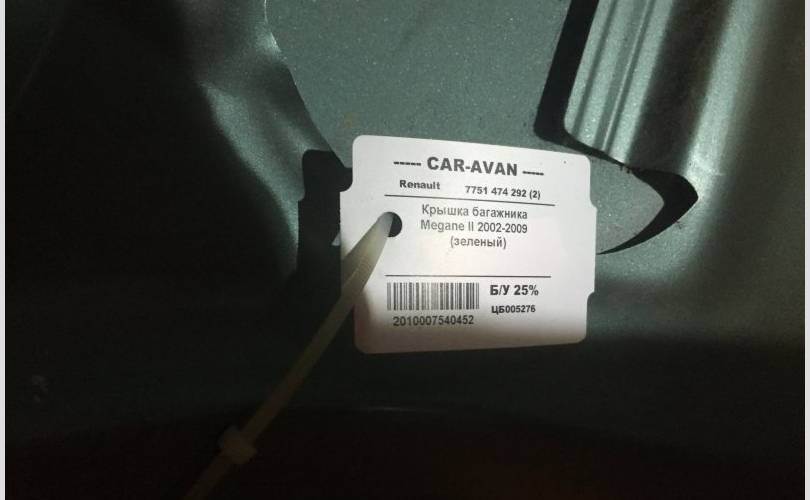 ----- CAR-AVAN -----
Renault 7751 474 292 (2)
Крышка багажника
Megane II 2002-2009
(зеленый)
Б/У 25%
ЦБ005276
2010007540452